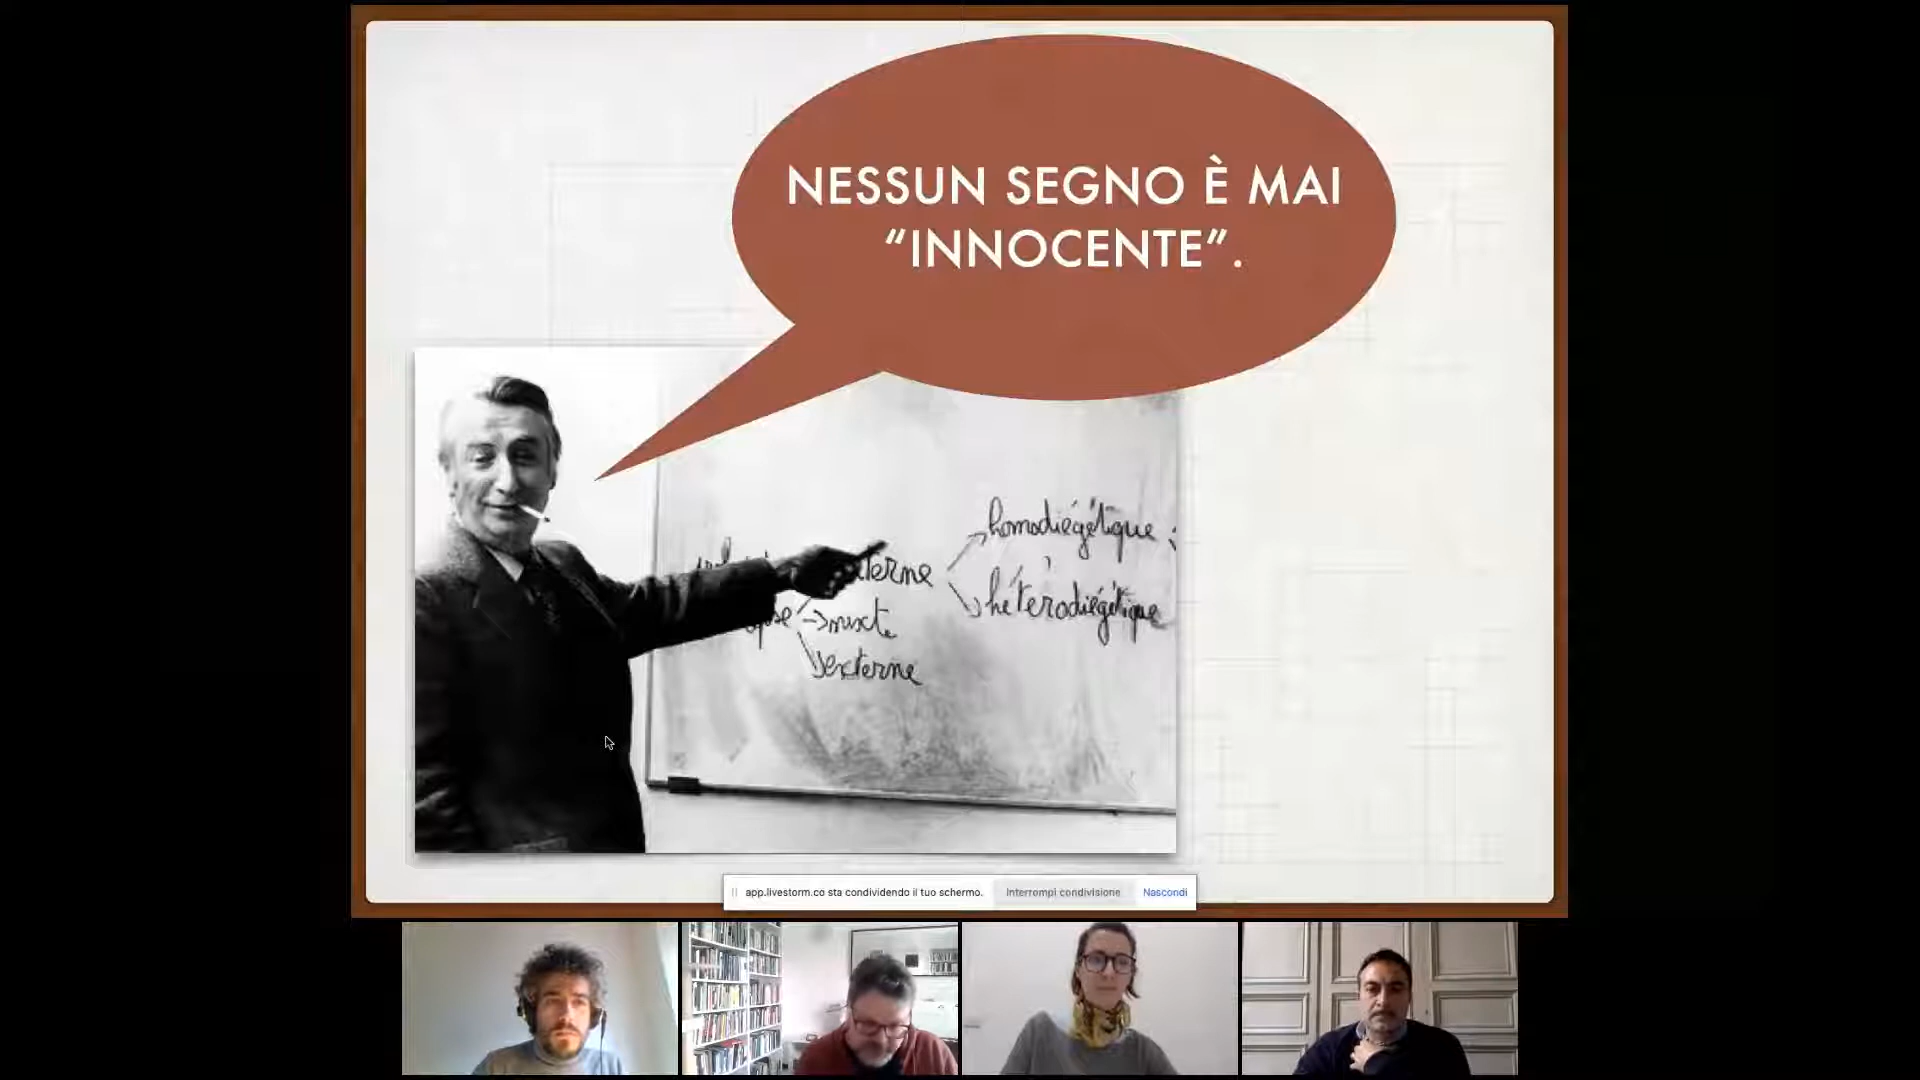 NESSUN SEGNO È MAI
“INNOCENTE”.
homodiégétique
terne
hétérodiégétique
mixte
externe
app.livestorm.co sta condividendo il tuo schermo.
Interrompi condivisione
Nascondi